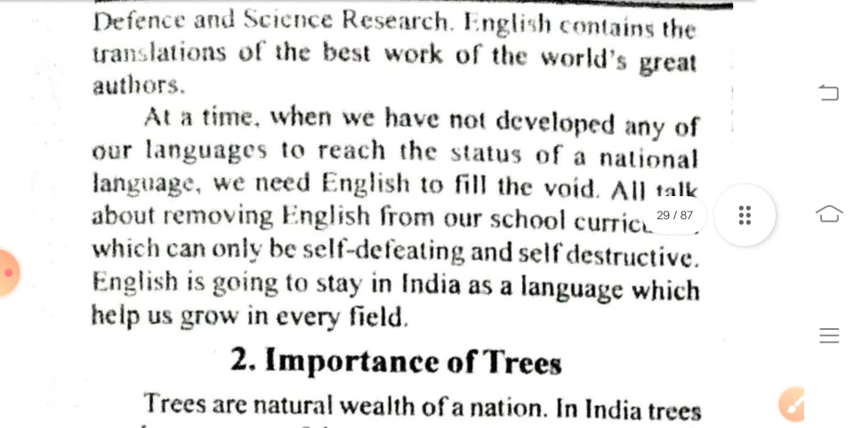 Defence and Science Research. English contains the
translations of the best work of the world's great
authors.
At a time, when we have not developed any of
our languages to reach the status of a national
language, we need English to fill the void. All talk
about removing English from our school
29 / 87
which can only be self-defeating and self destructive.
English is going to stay in India as a language which
help us grow in every field.
2. Importance of Trees
Trees are natural wealth of a nation. In India trees